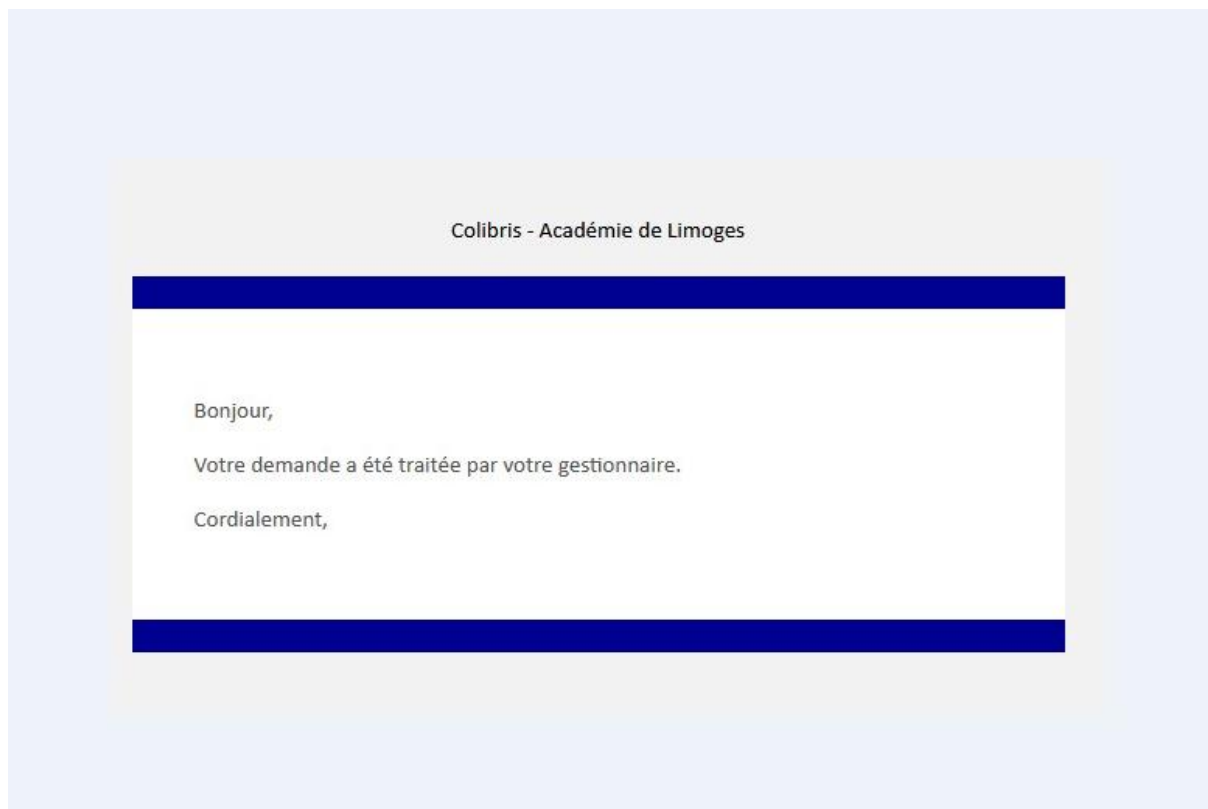 Colibris - Académie de Limoges
Bonjour,
Votre demande a été traitée par votre gestionnaire.
Cordialement,